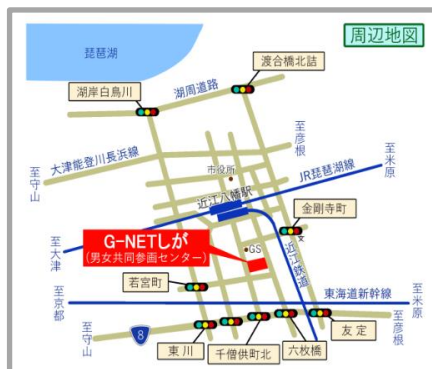 周辺地図
琵琶湖
渡合橋北詰
湖岸白鳥川
湖周道路
至彦根
大津能登川長浜線
至守山
市役所
JR琵琶湖線
至米原
近江八幡駅
金剛寺町
G-NETしが
(男女共同参画センター)
GS
近江鉄道
至大津
若宮町
東海道新幹線
至京都
至米原
8
至守山
東川
千僧供町北
六枚橋
友定
至彦根